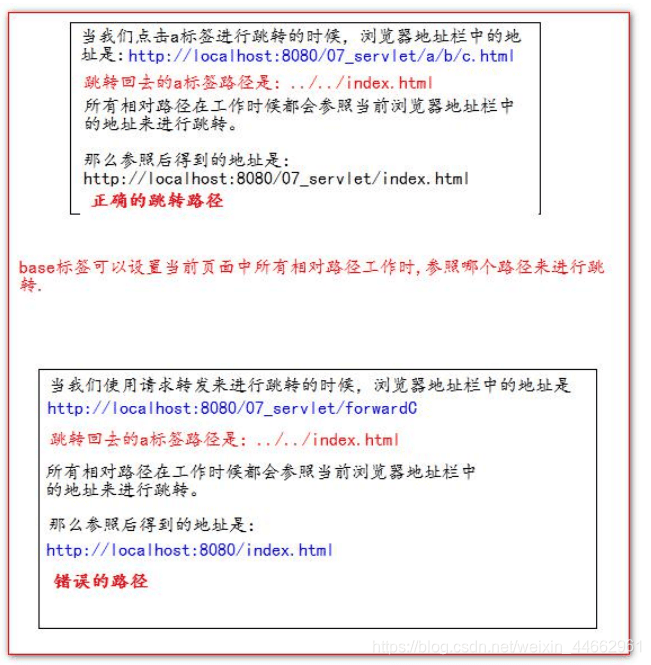 当我们点击a标签进行跳转的时候，浏览器地址栏中的地
址是:http://localhost:8080/07_servlet/a/b/c.html
跳转回去的a标签路径是: ../../index.html
所有相对路径在工作时候都会参照当前浏览器地址栏中
的地址来进行跳转。
那么参照后得到的地址是:
http://localhost:8080/07_servlet/index.html
正确的跳转路径
base标签可以设置当前页面中所有相对路径工作时,参照哪个路径来进行跳
转.
当我们使用请求转发来进行跳转的时候，浏览器地址栏中的地址是
http://localhost:8080/07_servlet/forwardC
跳转回去的a标签路径是: ../../index.html
所有相对路径在工作时候都会参照当前浏览器地址栏中
的地址来进行跳转。
那么参照后得到的地址是:
http://localhost:8080/index.html
错误的路径
https://blog.csdn.net/weixin_44662961